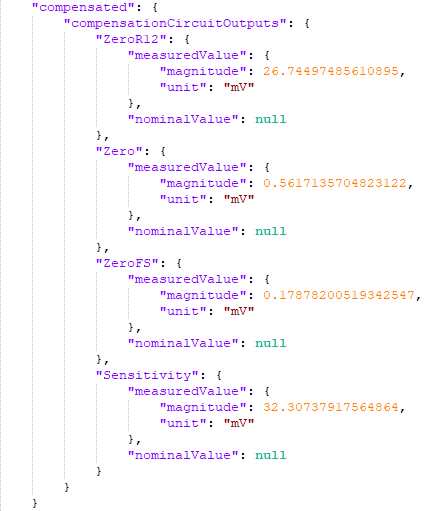 "compensated": {
"compensationCircuitOutputs": {
"ZeroR12": {
"measuredValue": {
"magnitude": 26.74497485610895,
"unit": "mV"
},
"nominalValue": null
},
"Zero": {
"measuredValue": {
"magnitude": 0.5617135704823122,
"unit": "mV"
},
"nominalValue": null
},
"ZeroFS": {
"measuredValue": {
"magnitude": 0.17878200519342547,
"unit": "mV"
},
"nominalValue": null
},
"Sensitivity": {
"measuredValue": {
"magnitude": 32.30737917564864,
"unit": "mV"
},
"nominalValue": null
}
}
}